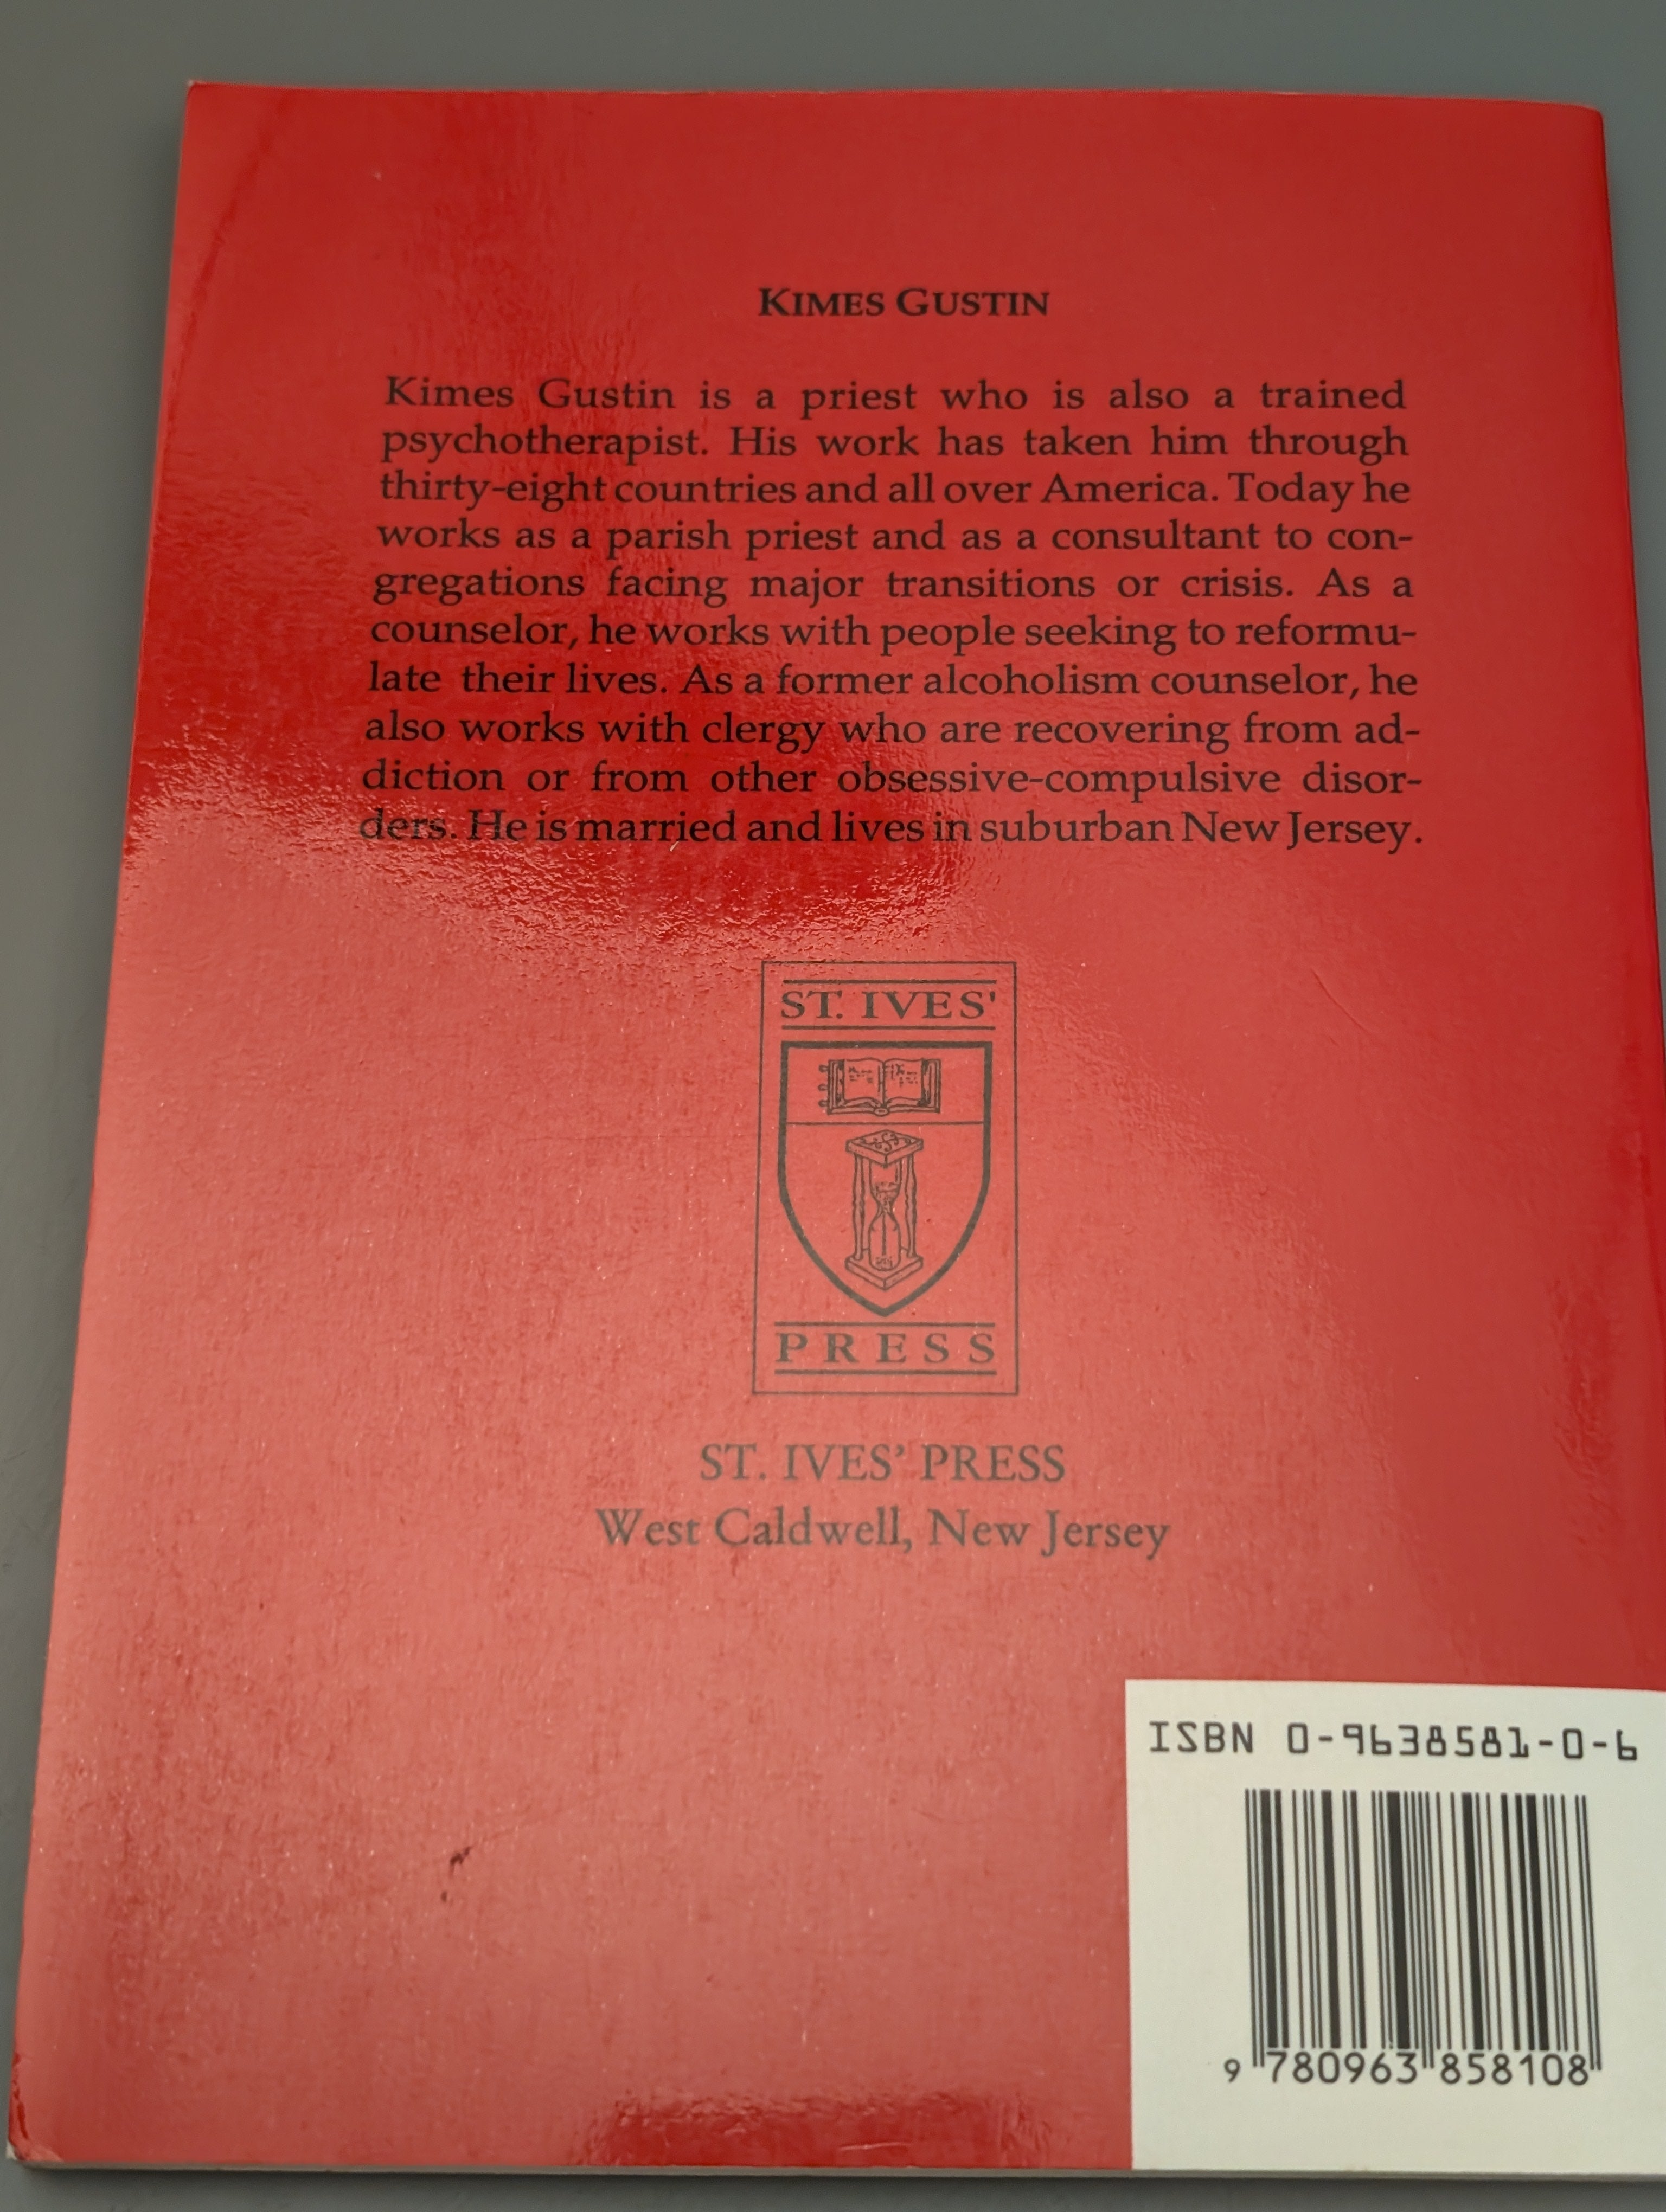 KIMES GUSTIN
Kimes Gustin is a priest who is also a trained
psychotherapist. His work has taken him through
thirty-eight countries and all over America. Today he
works as a parish priest and as a consultant to con-
gregations facing major transitions or crisis. As a
counselor, he works with people seeking to reformu-
late their lives. As a former alcoholism counselor, he
also works with clergy who are recovering from ad-
diction or from other obsessive-compulsive disor-
ders. He is married and lives in suburban New Jersey.
ST. IVES'
PRESS
ST. IVES’ PRESS
West Caldwell, New Jersey
ISBN 0-9638581-0-6
9 780963 858108